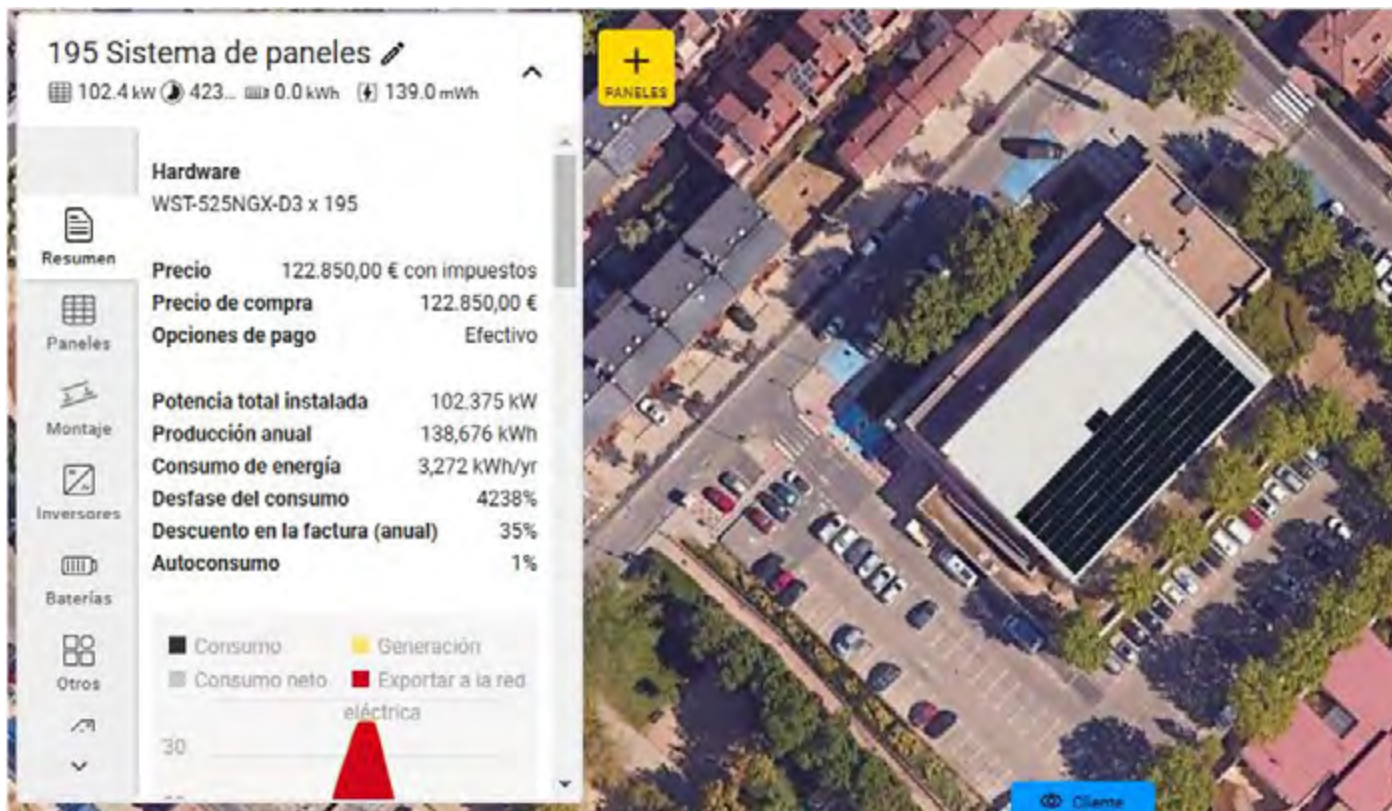 195 Sistema de paneles
102.4 kW 423... 0.0 kWh 139.0 mWh
+
PANELES
Hardware
WST-525NGX-D3 x 195
Resumen
Precio 122.850,00 € con impuestos
Precio de compra 122.850,00 €
Opciones de pago Efectivo
Paneles
Potencia total instalada 102.375 kW
Montaje
Producción anual 138,676 kWh
Consumo de energía 3,272 kWh/yr
Desfase del consumo 4238%
Inversores
Descuento en la factura (anual) 35%
Autoconsumo 1%
Baterías
Consumo Generación
Consumo neto Exportar a la red
eléctrica
Otros
30
Cliente